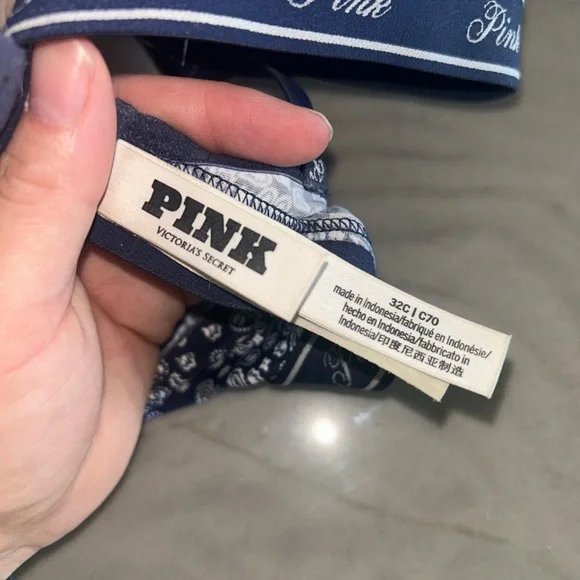 Pink
Pink
PINK
VICTORIA'S SECRET
32C | C70
made in Indonesia/fabriqué en Indonésie/
hecho en Indonesia/fabbricato in
Indonesia/印度尼西亚制造